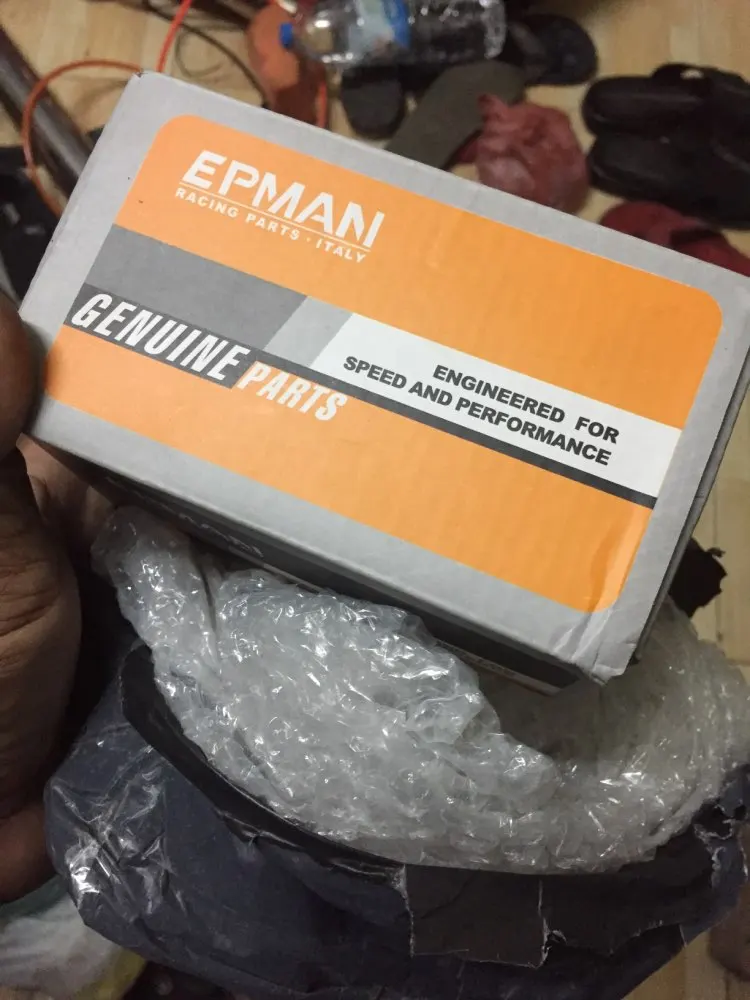 EPMAN
RACING PARTS · ITALY
GENUINE PARTS
ENGINEERED FOR
SPEED AND PERFORMANCE